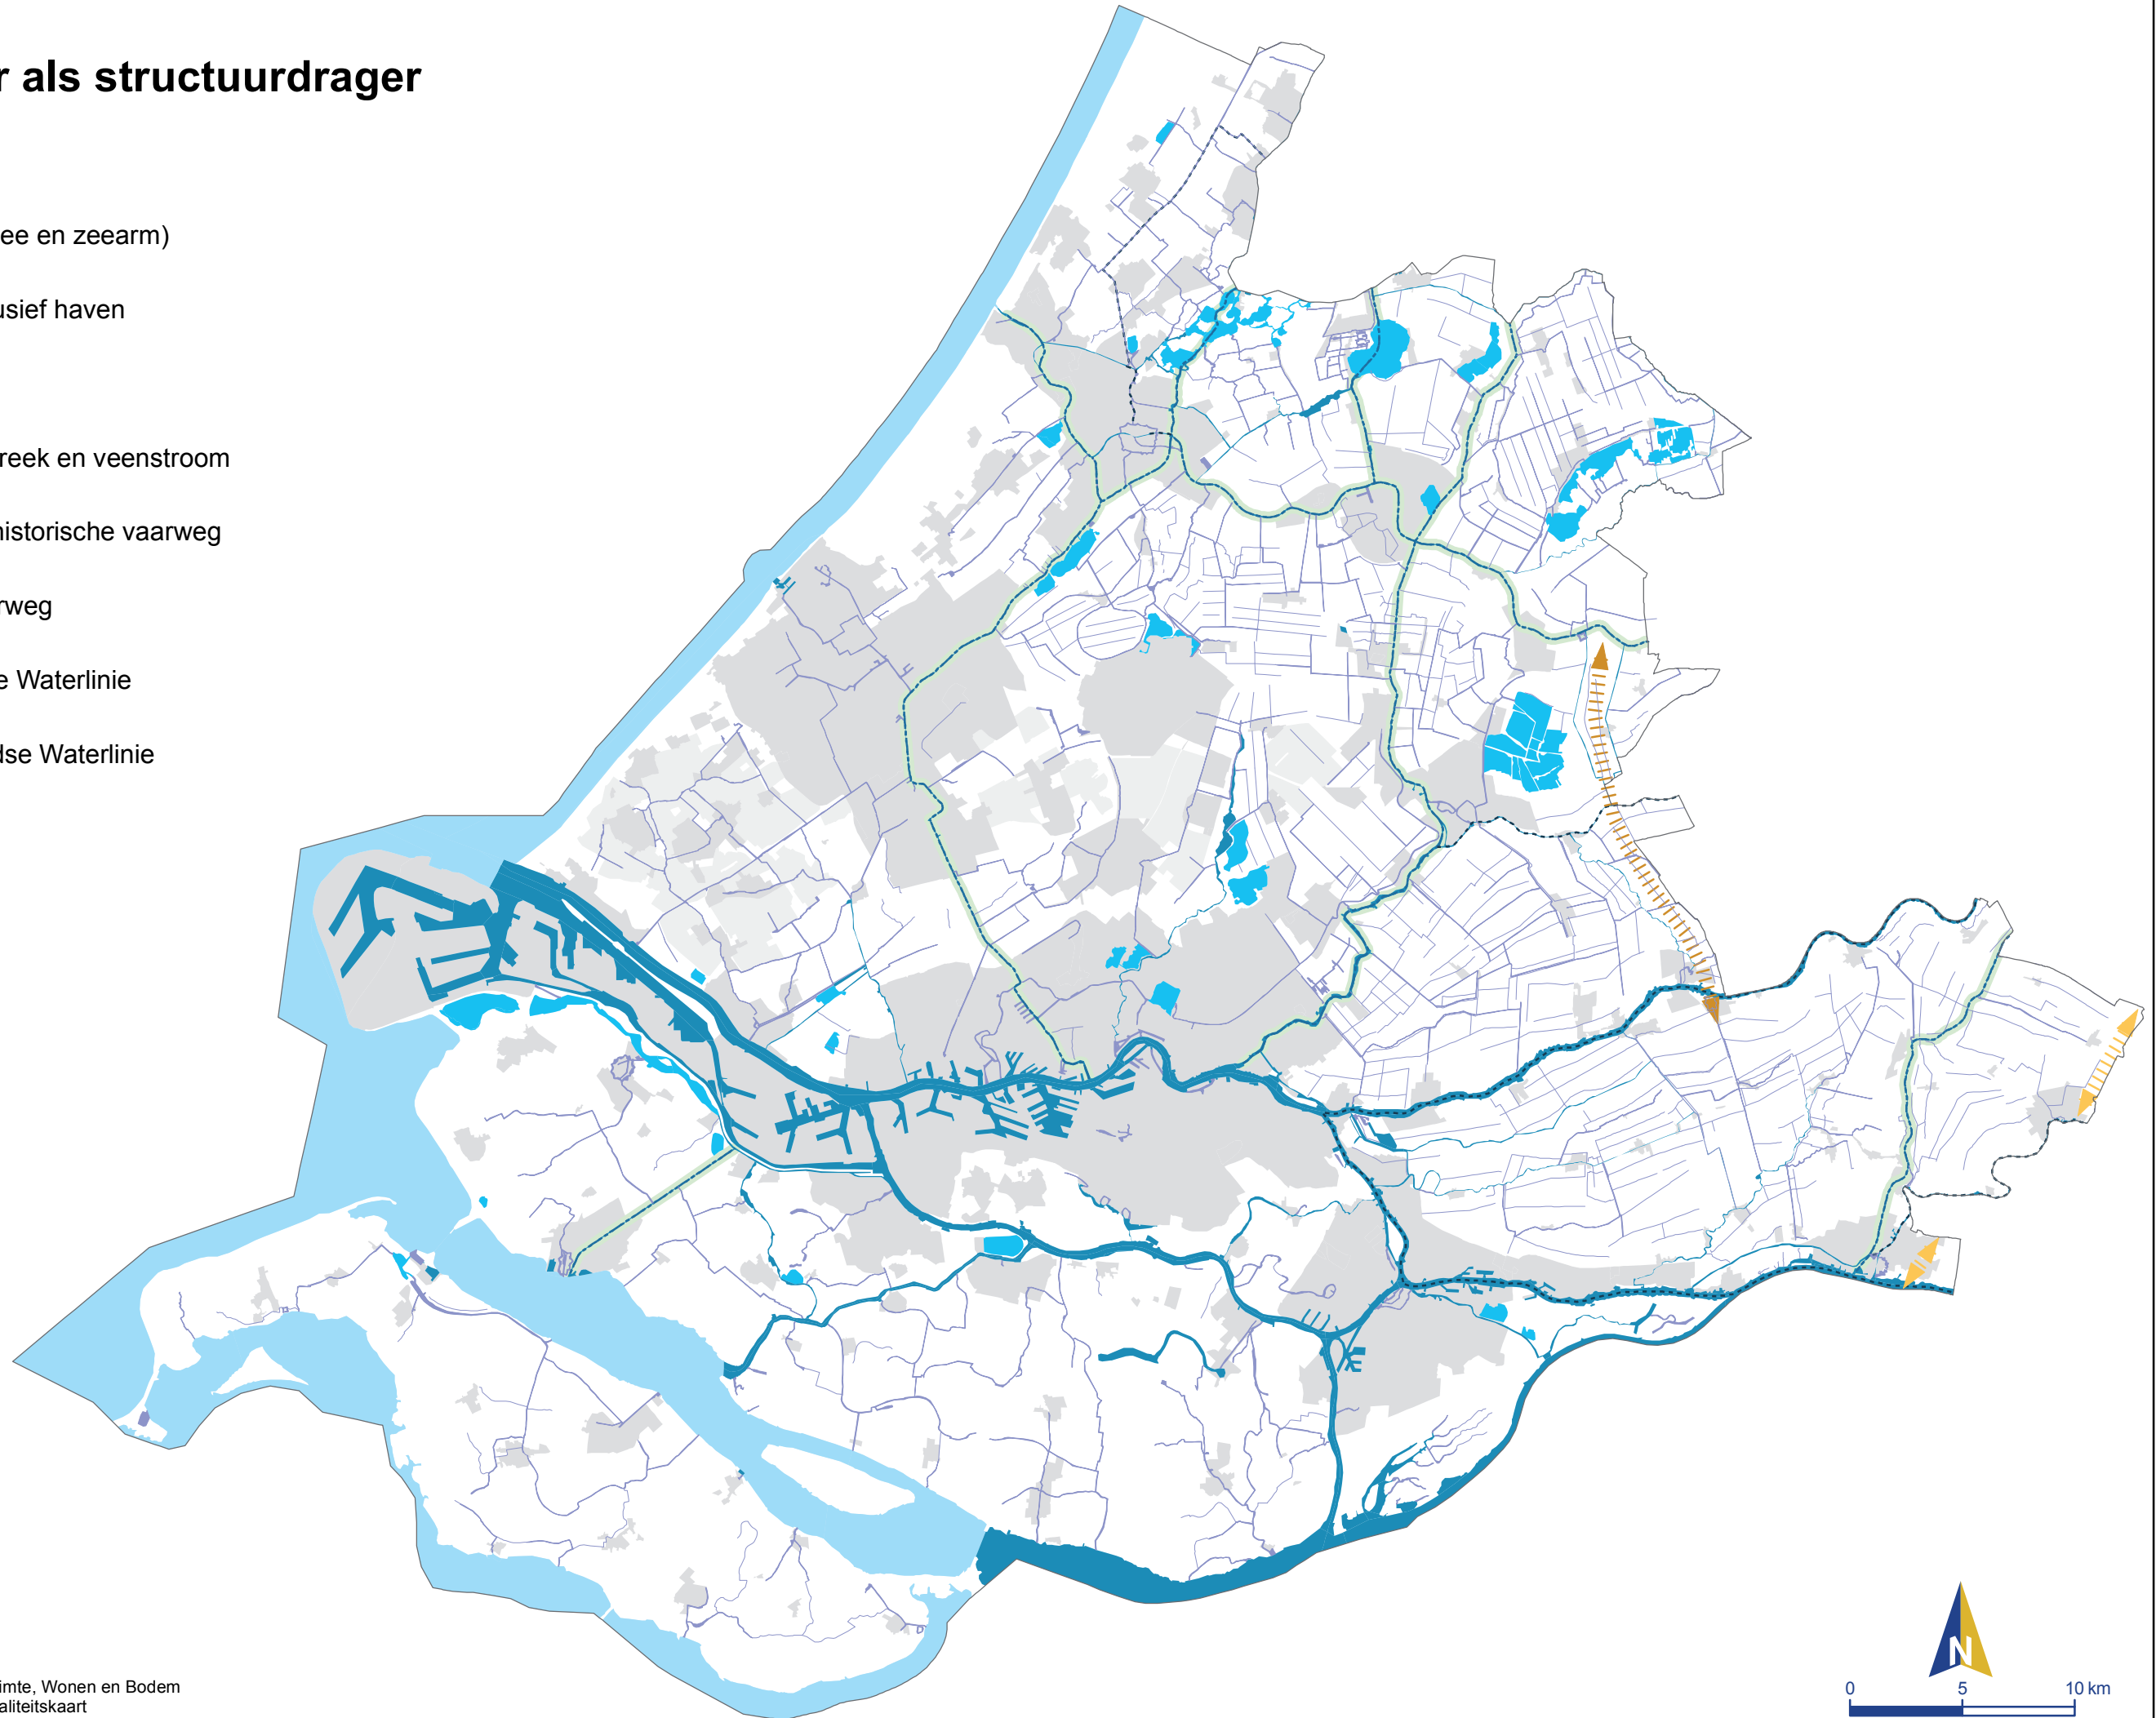 r als structuurdrager
ee en zeearm)
usief haven
reek en veenstroom
historische vaarweg
rweg
e Waterlinie
dse Waterlinie
imte, Wonen en Bodem
aliteitskaart
N
0 5 10 km